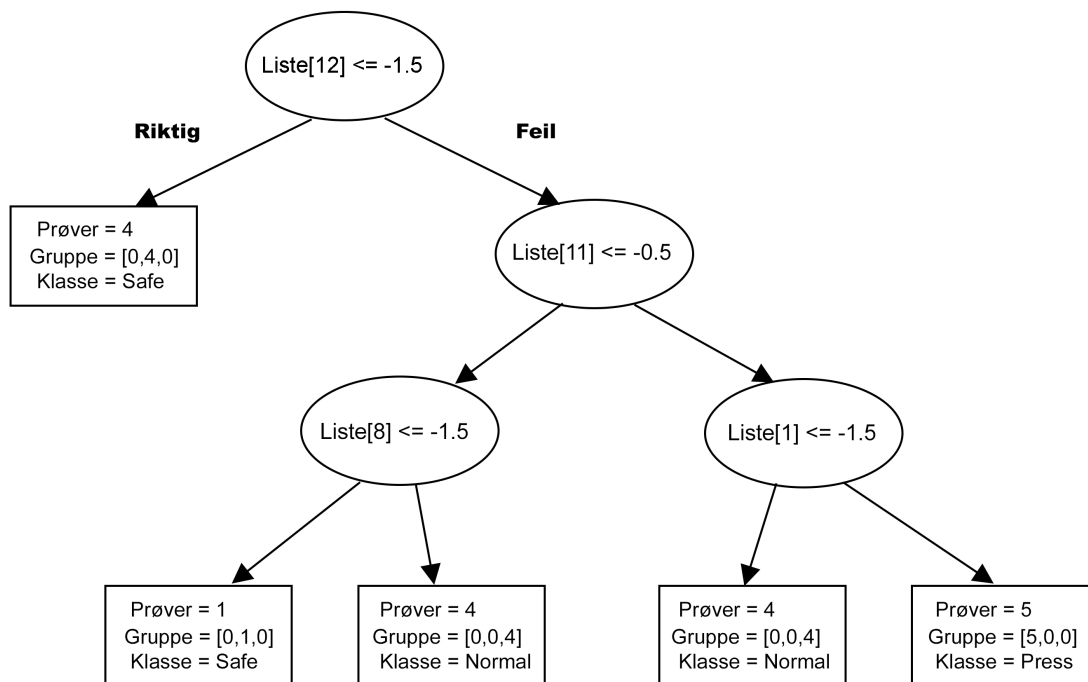 Liste[12] <= -1.5
Riktig
Feil
Prøver = 4
Gruppe = [0,4,0]
Klasse = Safe
Liste[11] <= -0.5
Liste[8] <= -1.5
Liste[1] <= -1.5
Prøver = 1
Gruppe = [0,1,0]
Klasse = Safe
Prøver = 4
Gruppe = [0,0,4]
Klasse = Normal
Prøver = 4
Gruppe = [0,0,4]
Klasse = Normal
Prøver = 5
Gruppe = [5,0,0]
Klasse = Press